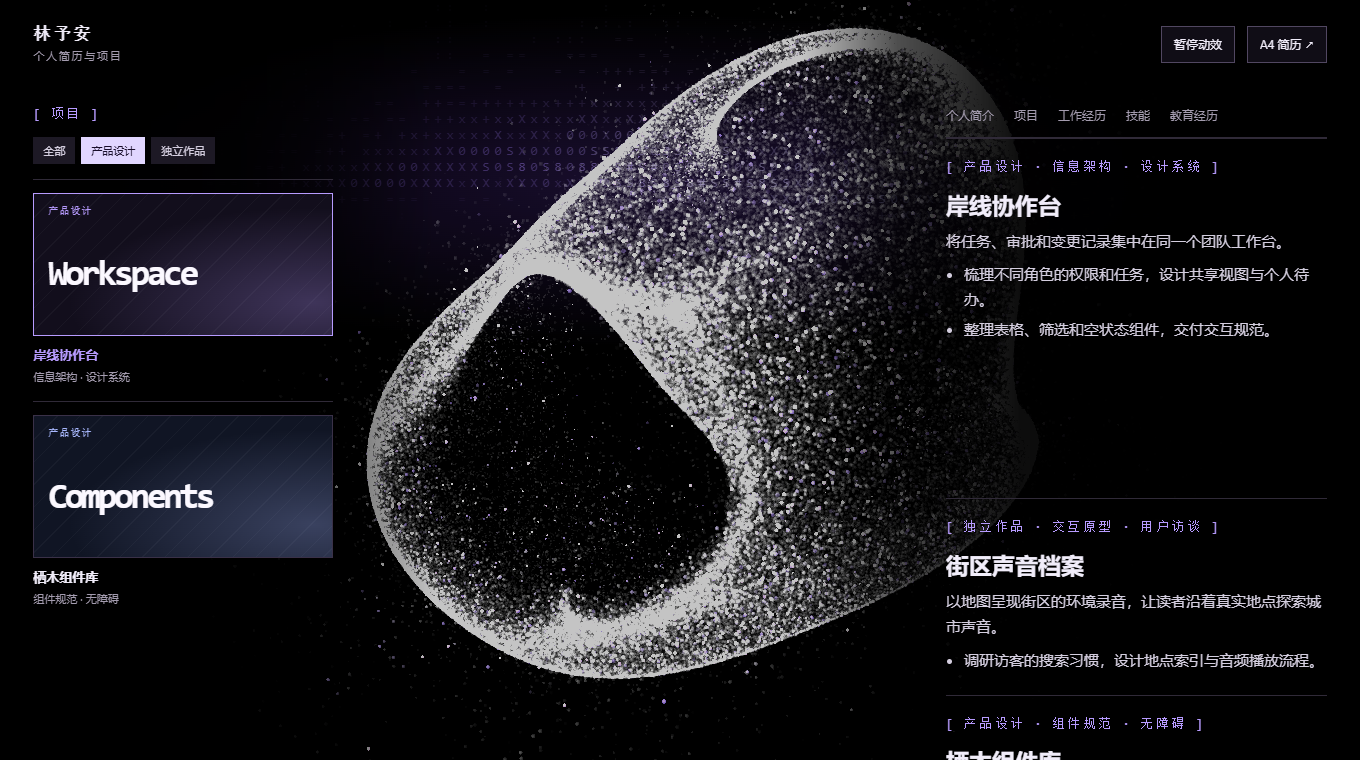 林予安
个人简历与项目
暂停动效
A4 简历 ↗
[ 项目 ]
全部
产品设计
独立作品
产品设计
Workspace
岸线协作台
信息架构 · 设计系统
产品设计
Components
栖木组件库
组件规范 · 无障碍
个人简介 项目 工作经历 技能 教育经历
[ 产品设计 · 信息架构 · 设计系统 ]
岸线协作台
将任务、审批和变更记录集中在同一个团队工作台。
• 梳理不同角色的权限和任务，设计共享视图与个人待
办。
• 整理表格、筛选和空状态组件，交付交互规范。
[ 独立作品 · 交互原型 · 用户访谈 ]
街区声音档案
以地图呈现街区的环境录音，让读者沿着真实地点探索城
市声音。
• 调研访客的搜索习惯，设计地点索引与音频播放流程。
[ 产品设计 · 组件规范 · 无障碍 ]
栖木组件库